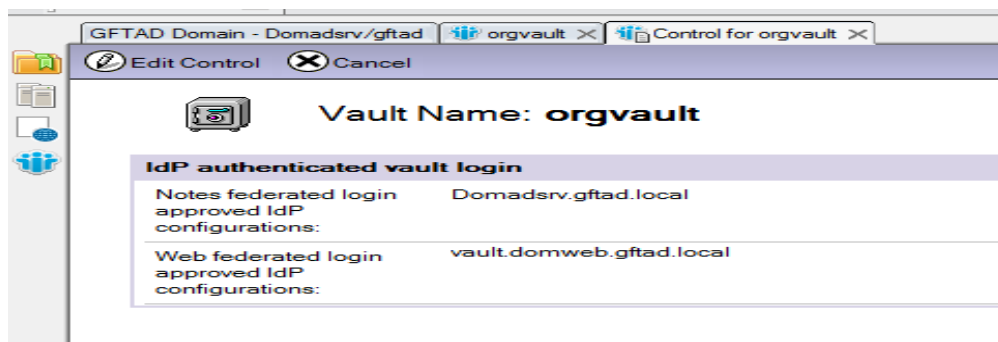 GFTAD Domain - Domadsrv/gftad orgvault Control for orgvault
Edit Control Cancel
Vault Name: orgvault
IdP authenticated vault login
Notes federated login approved IdP configurations: Domadsrv.gftad.local
Web federated login approved IdP configurations: vault.domweb.gftad.local